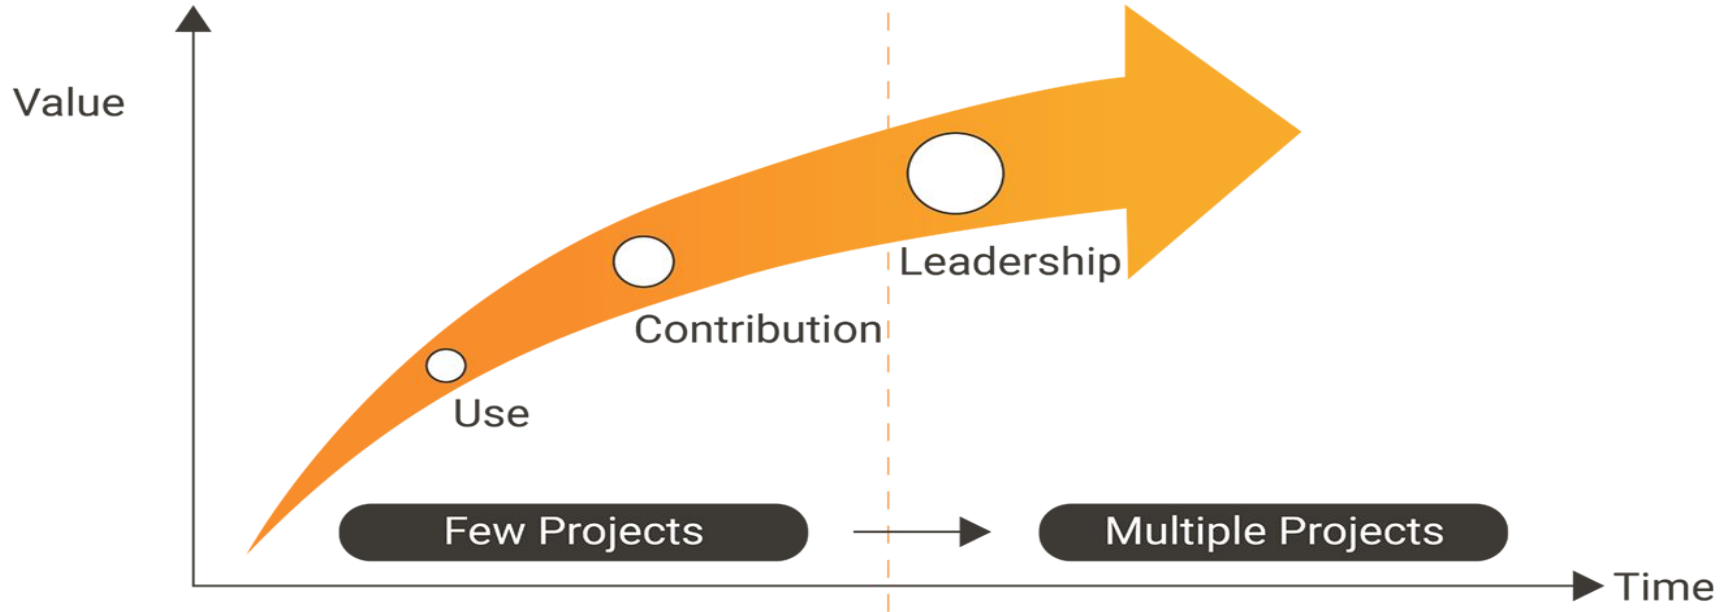 Value
Leadership
Contribution
Use
Few Projects
Multiple Projects
Time